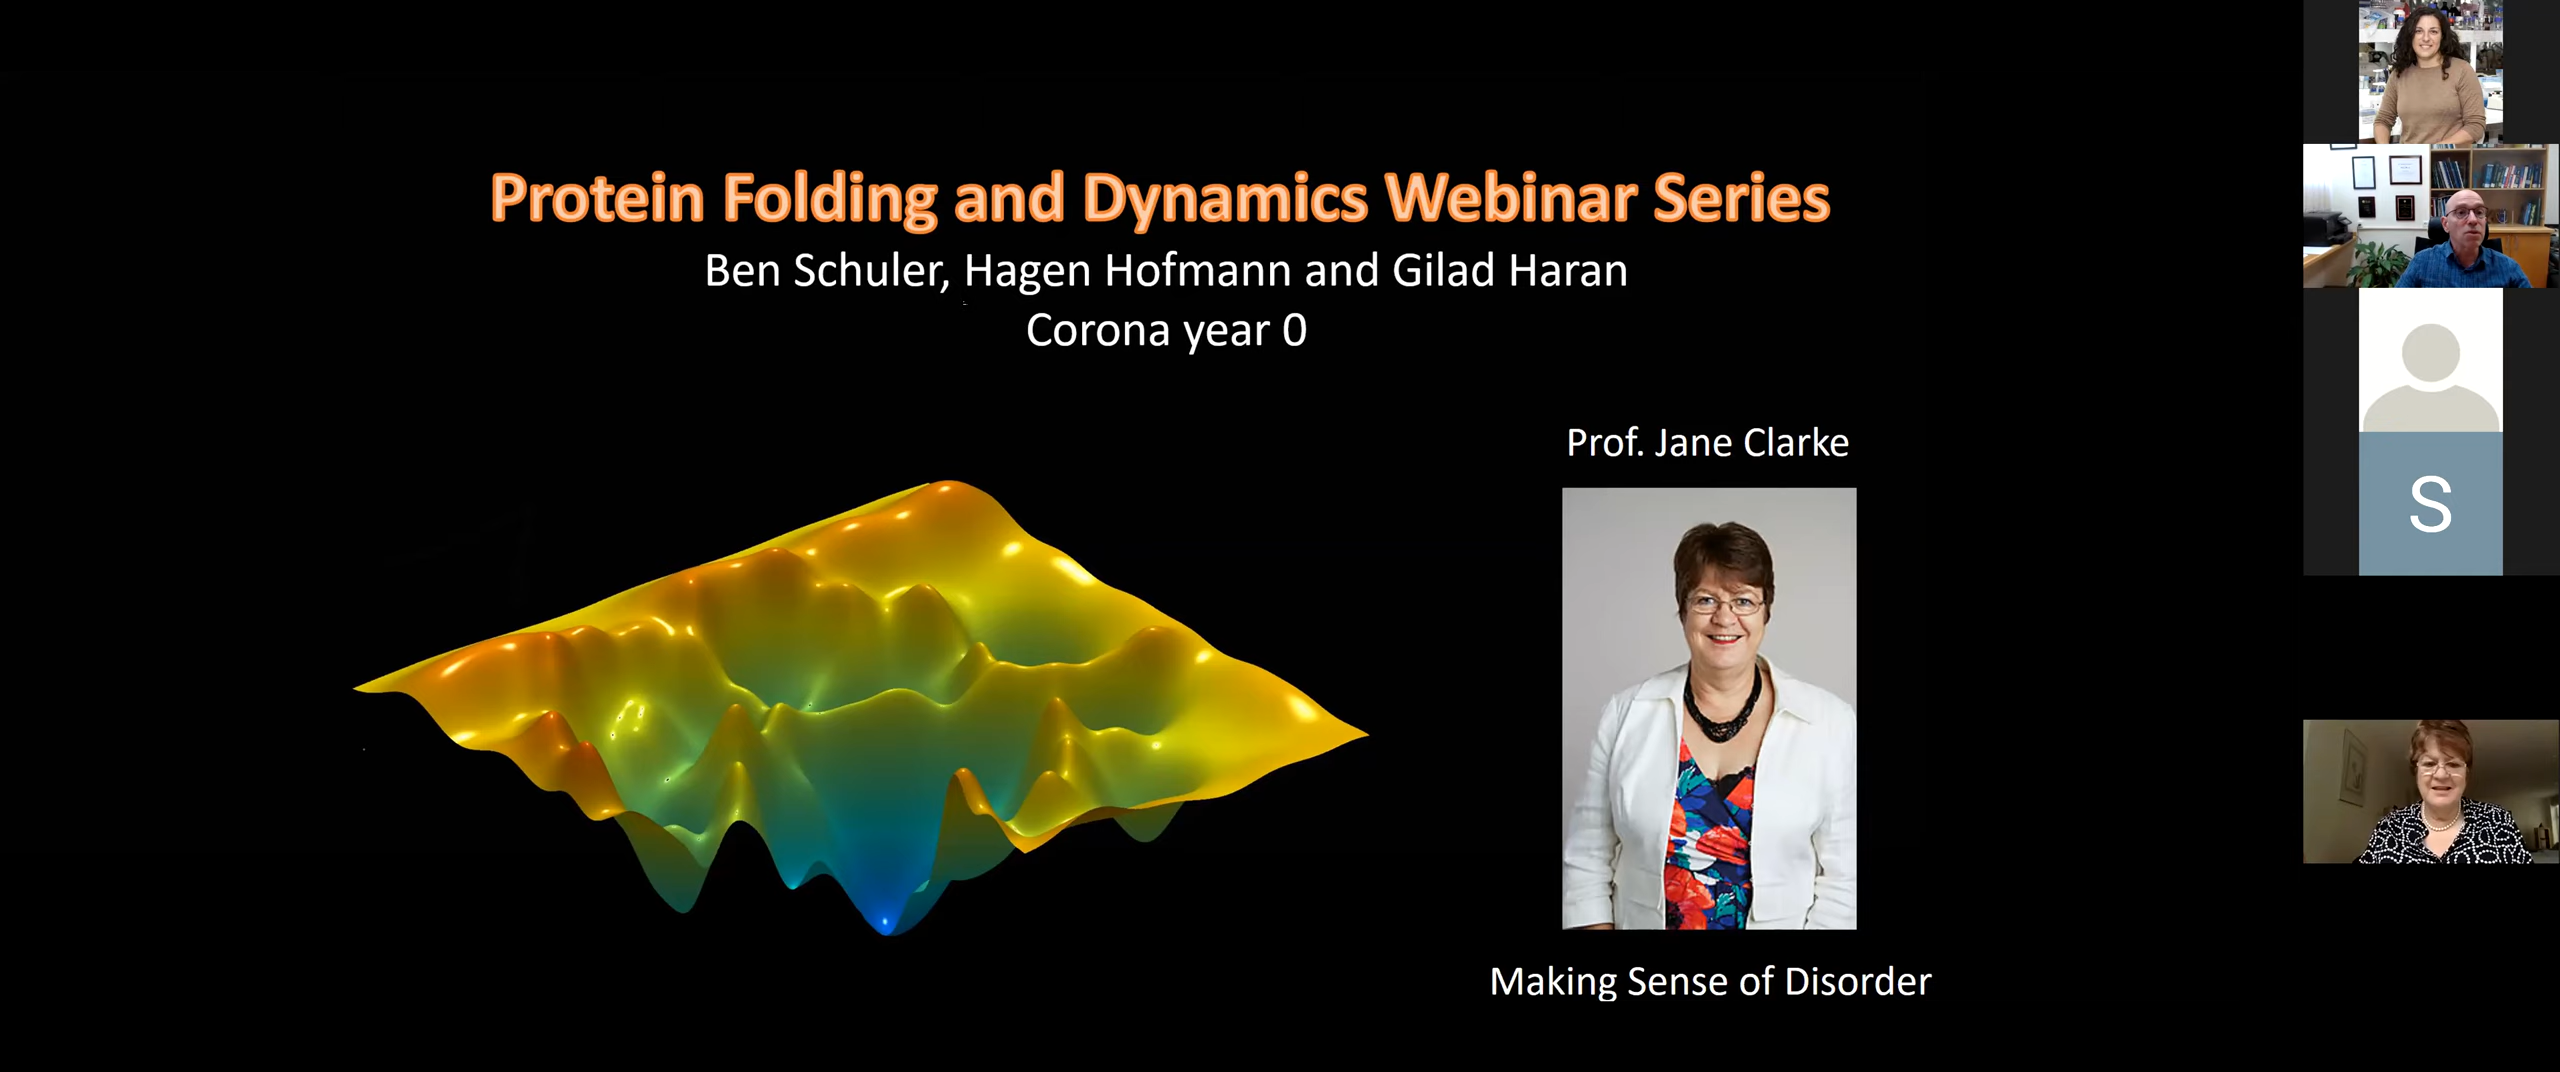 Protein Folding and Dynamics Webinar Series
Ben Schuler, Hagen Hofmann and Gilad Haran
Corona year 0
Prof. Jane Clarke
Making Sense of Disorder
S